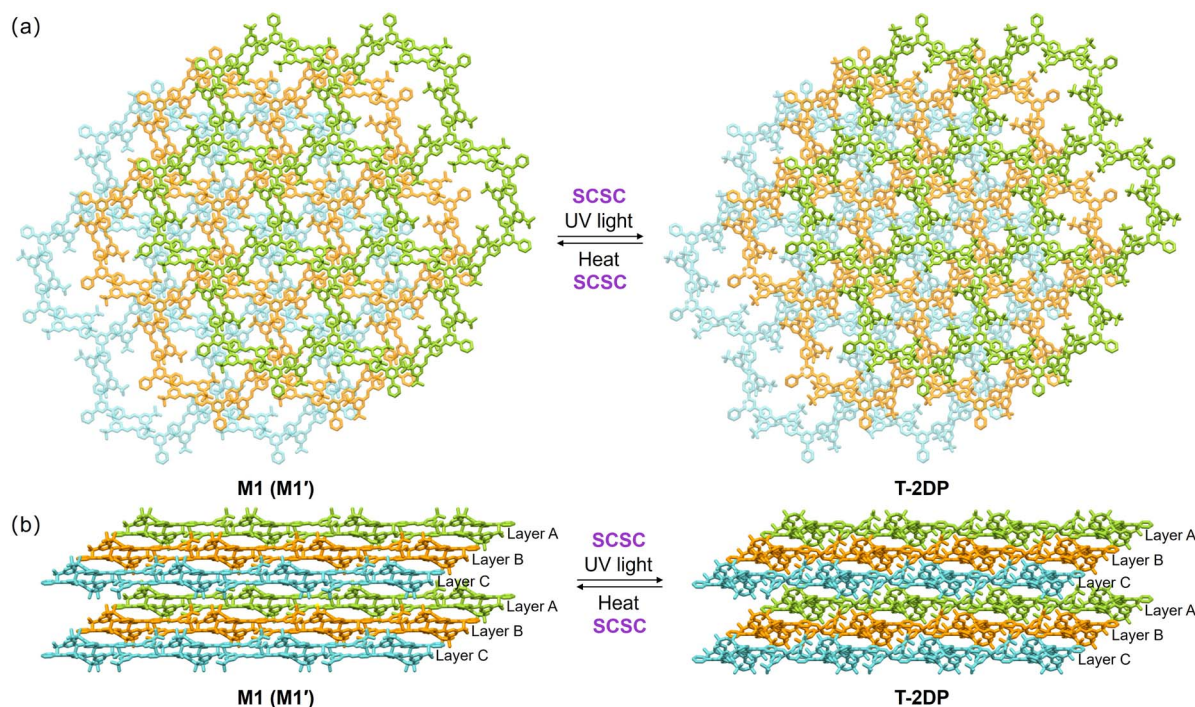 (a)
SCSC
UV light
Heat
SCSC
M1 (M1′)
T-2DP
(b)
Layer A
Layer B
Layer C
Layer A
Layer B
Layer C
SCSC
UV light
Heat
SCSC
Layer A
Layer B
Layer C
Layer A
Layer B
Layer C
M1 (M1′)
T-2DP